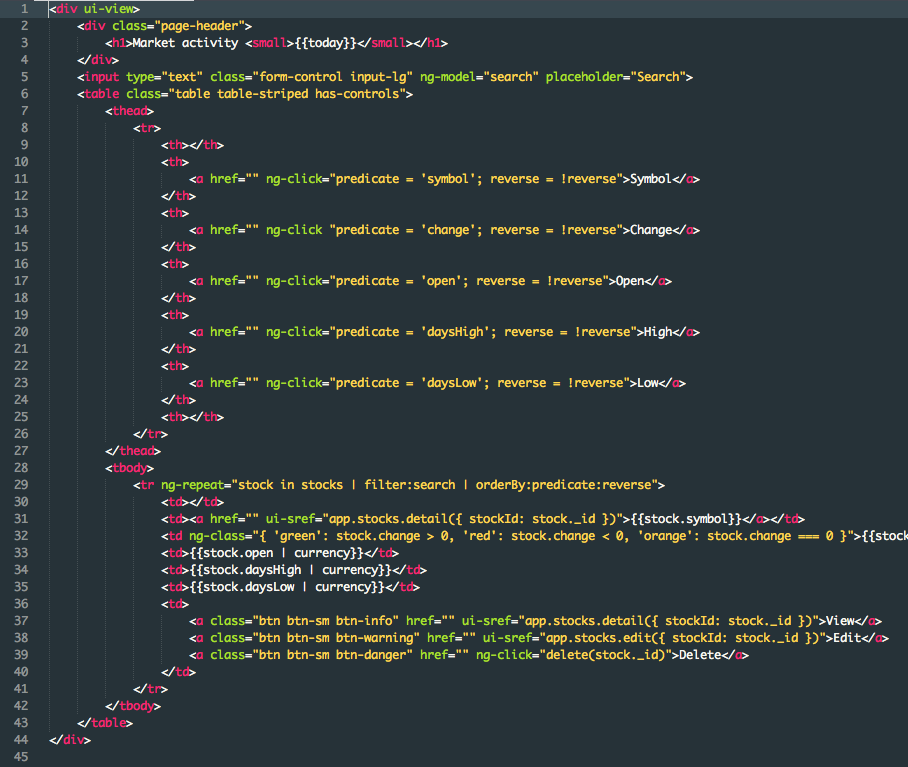 1 <div ui-view>
2 <div class="page-header">
3 <h1>Market activity <small>{{today}}</small></h1>
4 </div>
5 <input type="text" class="form-control input-lg" ng-model="search" placeholder="Search">
6 <table class="table table-striped has-controls">
7 <thead>
8 <tr>
9 <th></th>
10 <th>
11 <a href="" ng-click="predicate = 'symbol'; reverse = !reverse">Symbol</a>
12 </th>
13 <th>
14 <a href="" ng-click "predicate = 'change'; reverse = !reverse">Change</a>
15 </th>
16 <th>
17 <a href="" ng-click="predicate = 'open'; reverse = !reverse">Open</a>
18 </th>
19 <th>
20 <a href="" ng-click="predicate = 'daysHigh'; reverse = !reverse">High</a>
21 </th>
22 <th>
23 <a href="" ng-click="predicate = 'daysLow'; reverse = !reverse">Low</a>
24 </th>
25 <th></th>
26 </tr>
27 </thead>
28 <tbody>
29 <tr ng-repeat="stock in stocks | filter:search | orderBy:predicate:reverse">
30 <td></td>
31 <td><a href="" ui-sref="app.stocks.detail({ stockId: stock._id })">{{stock.symbol}}</a></td>
32 <td ng-class="{ 'green': stock.change > 0, 'red': stock.change < 0, 'orange': stock.change === 0 }">{{stock
33 <td>{{stock.open | currency}}</td>
34 <td>{{stock.daysHigh | currency}}</td>
35 <td>{{stock.daysLow | currency}}</td>
36 <td>
37 <a class="btn btn-sm btn-info" href="" ui-sref="app.stocks.detail({ stockId: stock._id })">View</a>
38 <a class="btn btn-sm btn-warning" href="" ui-sref="app.stocks.edit({ stockId: stock._id })">Edit</a>
39 <a class="btn btn-sm btn-danger" href="" ng-click="delete(stock._id)">Delete</a>
40 </td>
41 </tr>
42 </tbody>
43 </table>
44 </div>
45